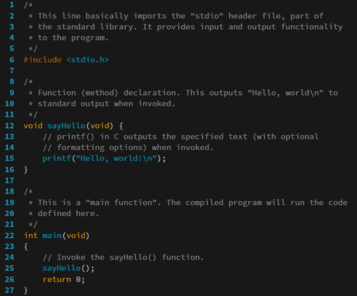 1 /*
2  * This line basically imports the "stdio" header file, part of
3  * the standard library. It provides input and output functionality
4  * to the program.
5  */
6 #include <stdio.h>
7
8 /*
9  * Function (method) declaration. This outputs "Hello, world\n" to
10  * standard output when invoked.
11  */
12 void sayHello(void) {
13     // printf() in C outputs the specified text (with optional
14     // formatting options) when invoked.
15     printf("Hello, world!\n");
16 }
17
18 /*
19  * This is a "main function". The compiled program will run the code
20  * defined here.
21  */
22 int main(void)
23 {
24     // Invoke the sayHello() function.
25     sayHello();
26     return 0;
27 }